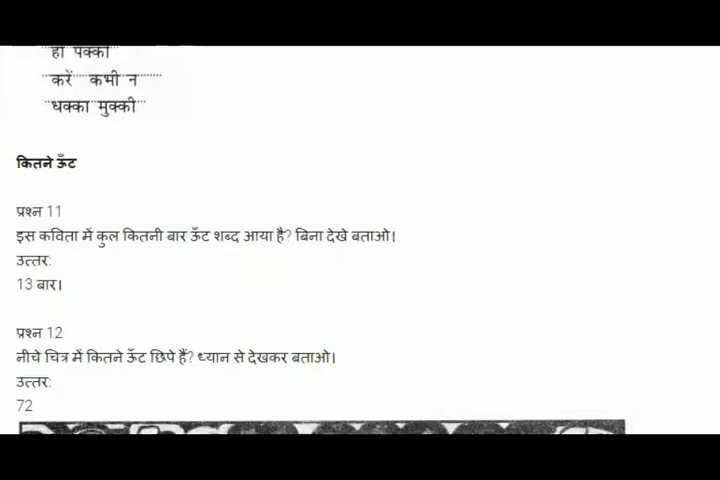 हो पक्की
करें कभी न
धक्का मुक्की
कितने ऊँट
प्रश्न 11
इस कविता में कुल कितनी बार ऊँट शब्द आया है? बिना देखे बताओ।
उत्तर:
13 बार।
प्रश्न 12
नीचे चित्र में कितने ऊँट छिपे हैं? ध्यान से देखकर बताओ।
उत्तर:
72